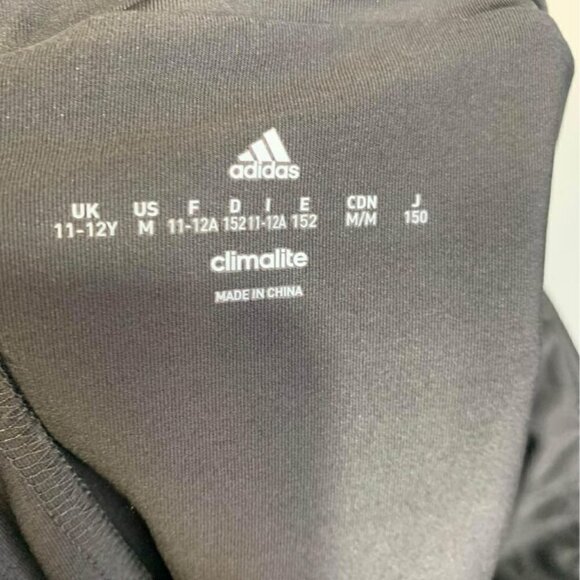 adidas
UK US F D I E CDN J
11-12Y M 11-12A 152 11-12A 152 M/M 150
climalite
MADE IN CHINA